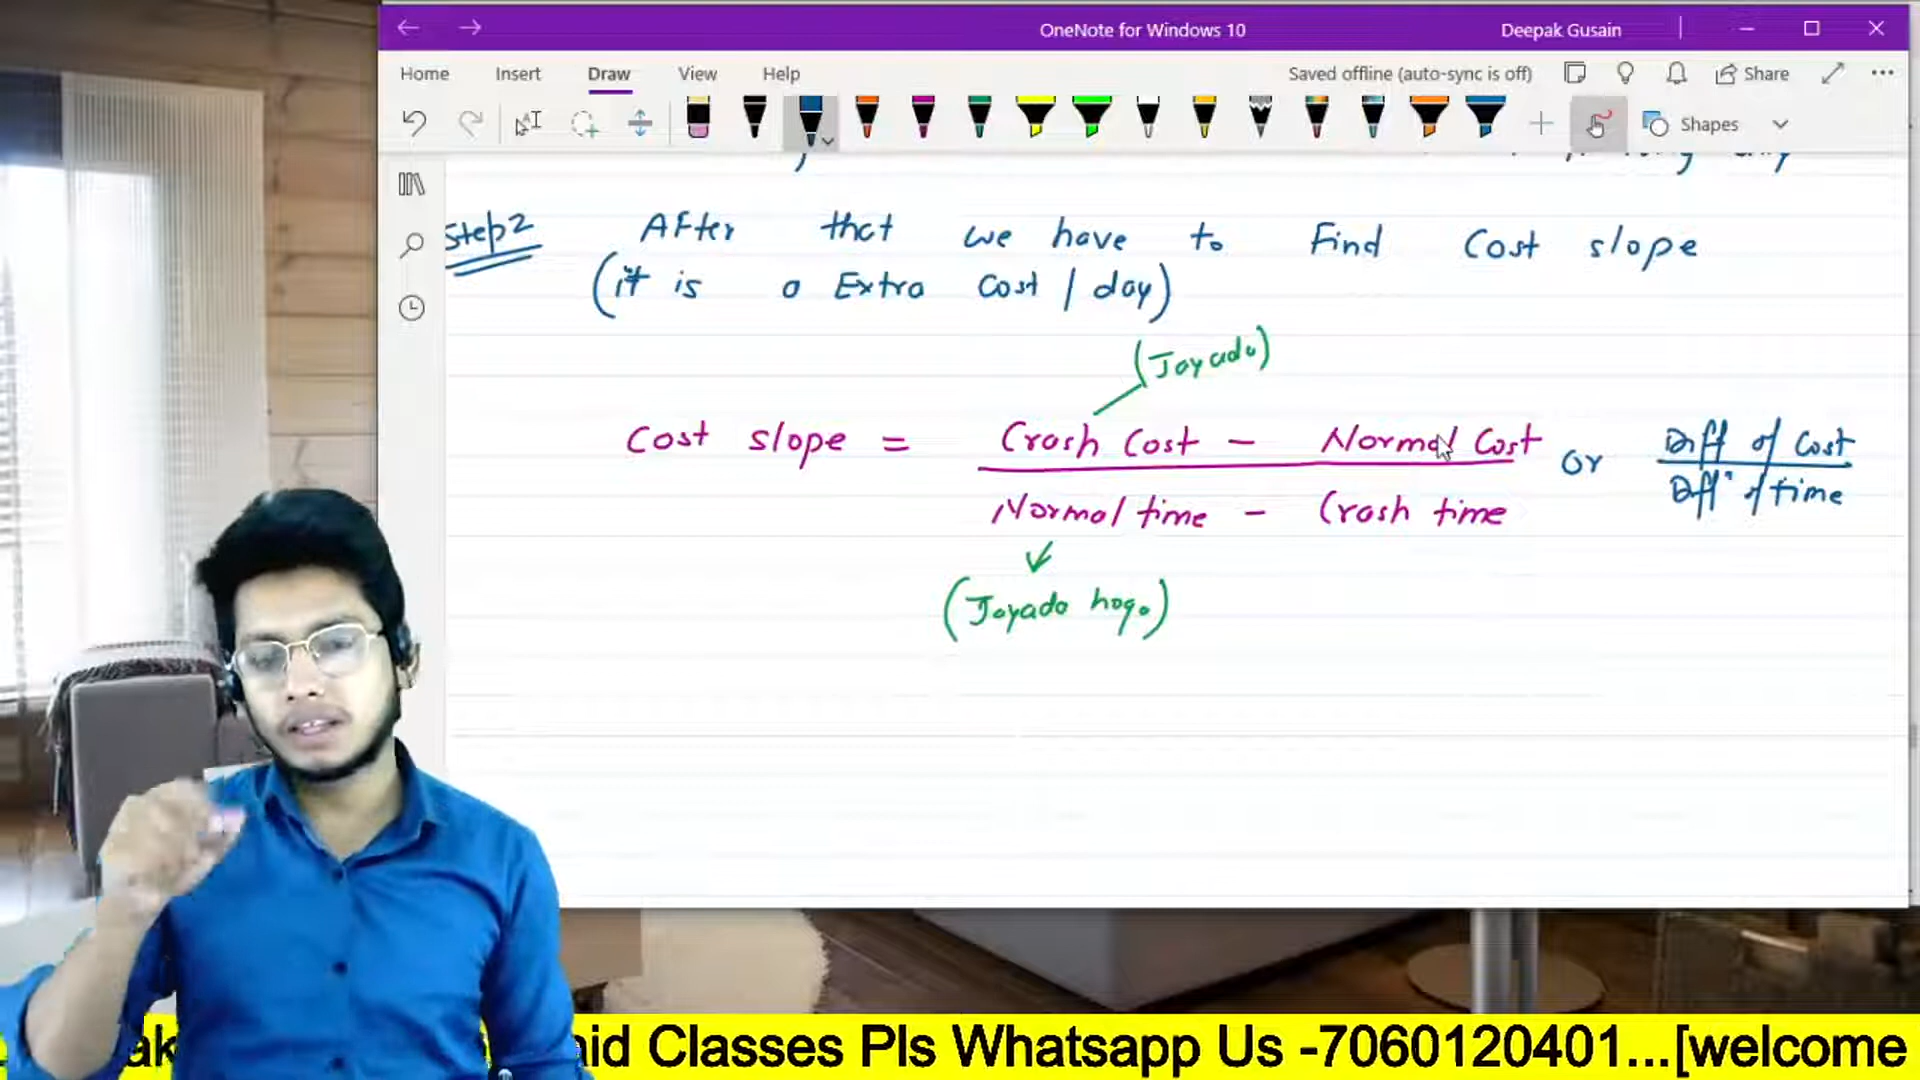 OneNote for Windows 10
Deepak Gusain
Home Insert Draw View Help
Saved offline (auto-sync is off) Share
Shapes
Step 2 After that we have to Find Cost slope
(it is a Extra Cost / day)
(Jayada)
Cost slope = Crash Cost - Normal Cost or Diff of Cost
Normal time - Crash time Diff of time
(Jayada hoga)
aid Classes Pls Whatsapp Us -7060120401...[welcome